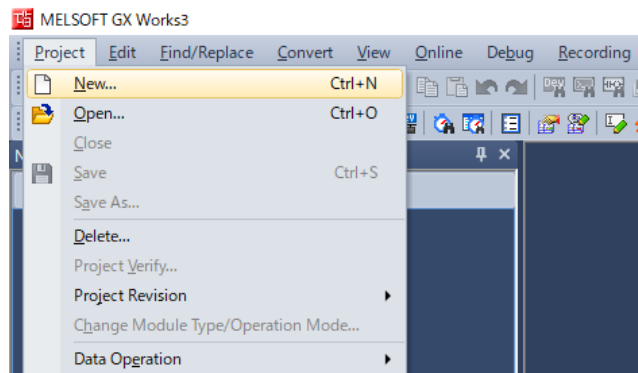 MELSOFT GX Works3
Project Edit Find/Replace Convert View Online Debug Recording
New... Ctrl+N
Open... Ctrl+O
Close
Save Ctrl+S
Save As...
Delete...
Project Verify...
Project Revision
Change Module Type/Operation Mode...
Data Operation